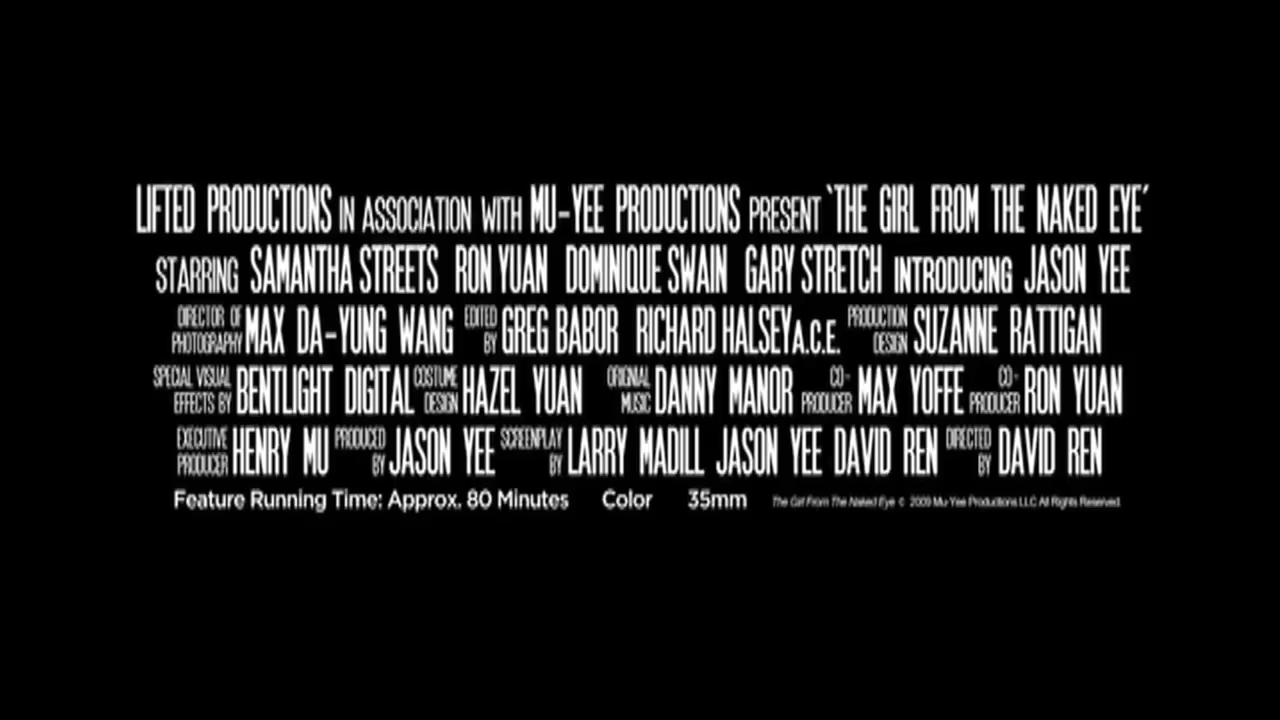 LIFTED PRODUCTIONS IN ASSOCIATION WITH MU-YEE PRODUCTIONS PRESENT `THE GIRL FROM THE NAKED EYE´
STARRING SAMANTHA STREETS RON YUAN DOMINIQUE SWAIN GARY STRETCH INTRODUCING JASON YEE
DIRECTOR OF PHOTOGRAPHY MAX DA-YUNG WANG EDITED BY GREG BABOR RICHARD HALSEY A.C.E. PRODUCTION DESIGN SUZANNE RATTIGAN
SPECIAL VISUAL EFFECTS BY BENTLIGHT DIGITAL COSTUME DESIGN HAZEL YUAN ORIGINAL MUSIC DANNY MANOR CO-PRODUCER MAX YOFFE CO-PRODUCER RON YUAN
EXECUTIVE PRODUCER HENRY MU PRODUCED BY JASON YEE SCREENPLAY BY LARRY MADILL JASON YEE DAVID REN DIRECTED BY DAVID REN
Feature Running Time: Approx. 80 Minutes Color 35mm The Girl From The Naked Eye © 2009 Mu-Yee Productions LLC All Rights Reserved.